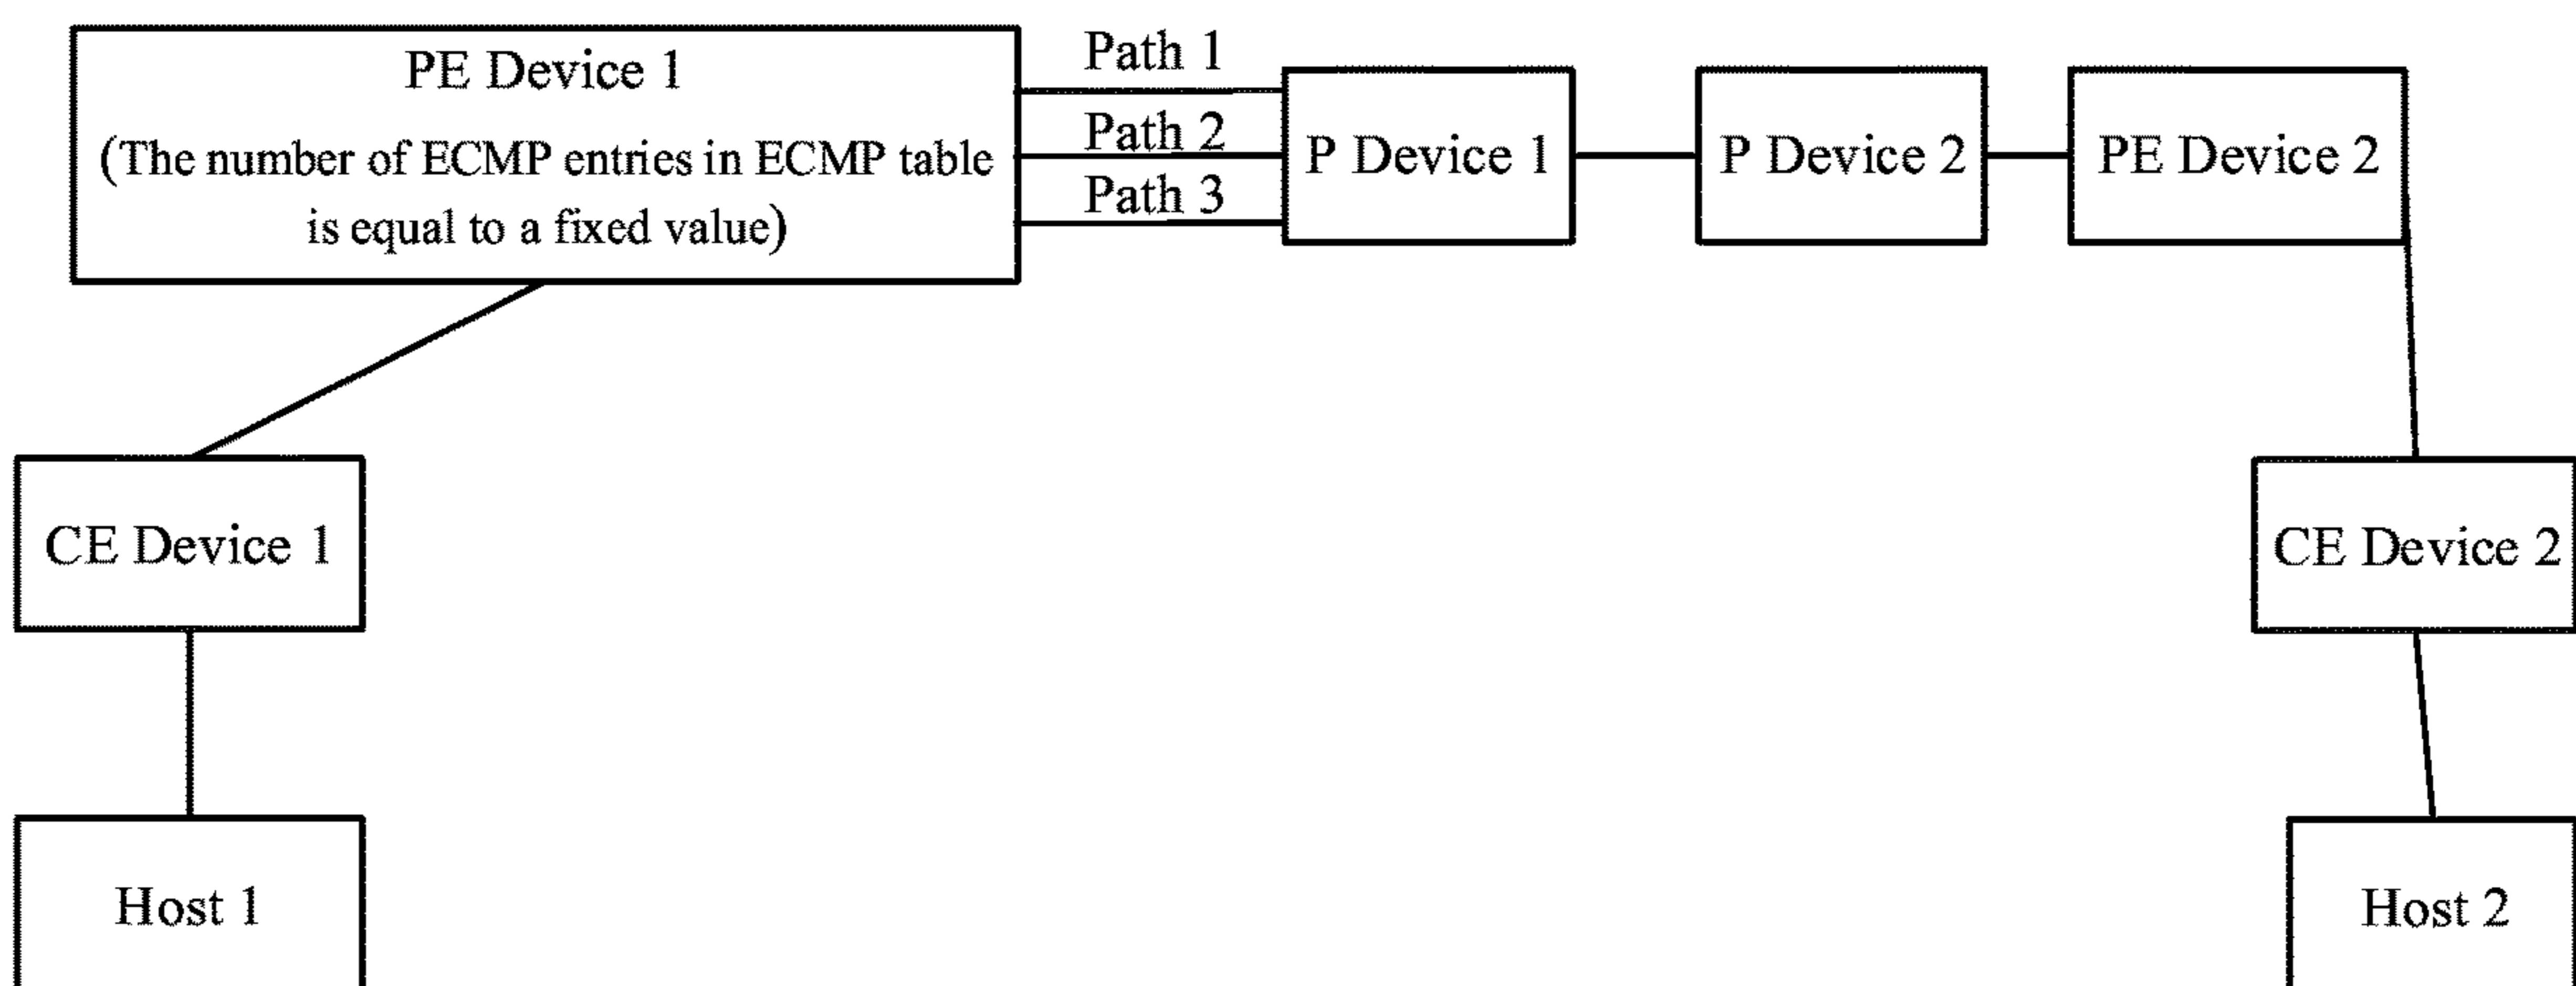 PE Device 1
(The number of ECMP entries in ECMP table
is equal to a fixed value)
Path 1
Path 2
Path 3
P Device 1
P Device 2
PE Device 2
CE Device 1
CE Device 2
Host 1
Host 2